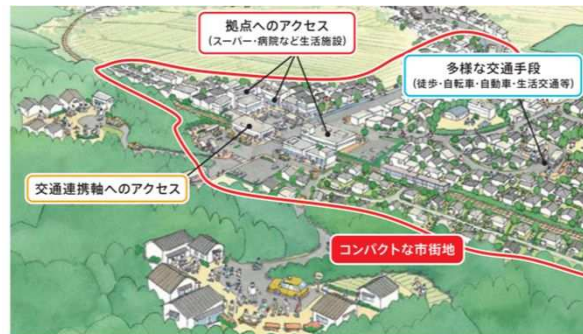 拠点へのアクセス
(スーパー・病院など生活施設)
多様な交通手段
(徒歩・自転車・自動車・生活交通等)
交通連携軸へのアクセス
コンパクトな市街地